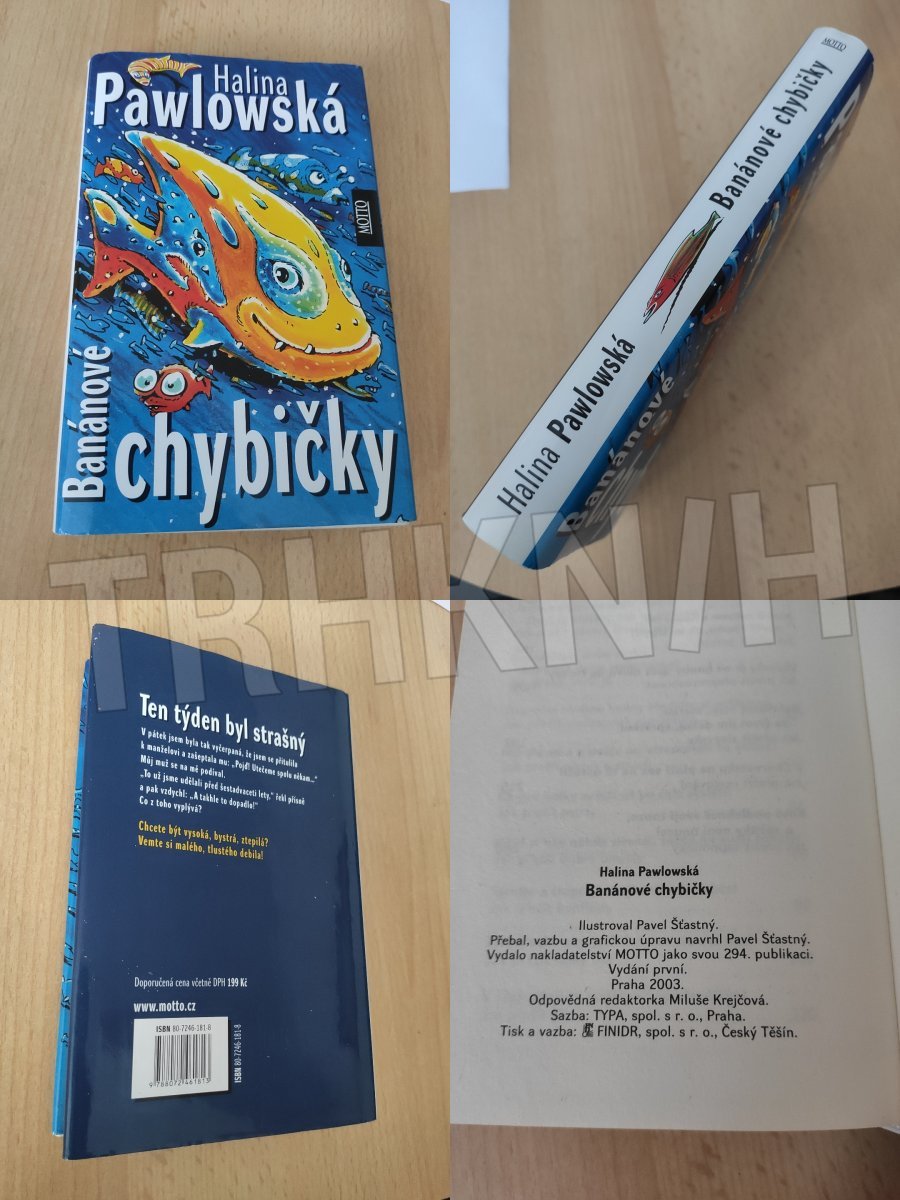 Halina
Pawlowská
MOTTO
Banánové
chybičky
MOTTO
Banánové chybičky
Halina Pawlowská
Banánové
TRHKN/H
Ten týden byl strašný
V pátek jsem byla tak vyčerpaná, že jsem se přitulila
k manželovi a zašeptala mu: „Pojď! Utečeme spolu někam...“
Můj muž se na mě podíval.
„To už jsme udělali před šestadvaceti lety,“ řekl přísně
a pak vzdychl: „A takhle to dopadlo!“
Co z toho vyplývá?
Chcete být vysoká, bystrá, ztepilá?
Vemte si malého, tlustého debila!
Doporučená cena včetně DPH 199 Kč
www.motto.cz
ISBN 80-7246-181-8
9788072461813
ISBN 80-7246-181-8
Halina Pawlowská
Banánové chybičky
Ilustroval Pavel Šťastný.
Přebal, vazbu a grafickou úpravu navrhl Pavel Šťastný.
Vydalo nakladatelství MOTTO jako svou 294. publikaci.
Vydání první.
Praha 2003.
Odpovědná redaktorka Miluše Krejčová.
Sazba: TYPA, spol. s r. o., Praha.
Tisk a vazba: FINIDR, spol. s r. o., Český Těšín.